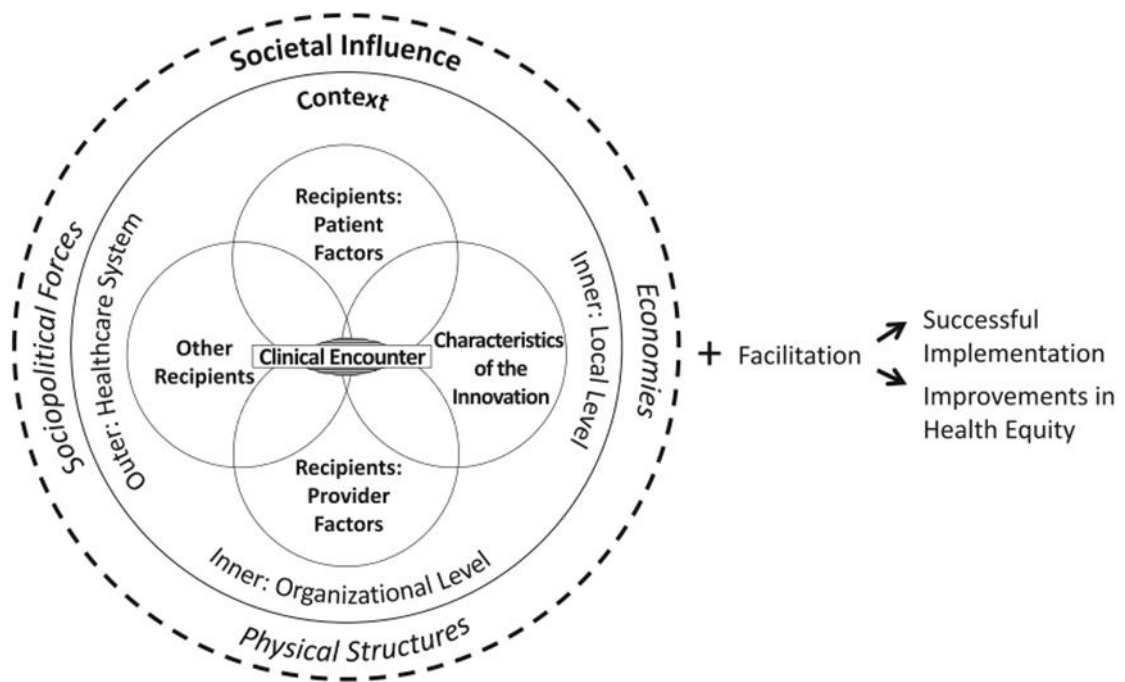 Societal Influence
Context
Recipients:
Patient
Factors
Sociopolitical Forces
Outer: Healthcare System
Other
Recipients
Clinical Encounter
Characteristics
of the
Innovation
Inner: Local Level
Economies
Recipients:
Provider
Factors
Inner: Organizational Level
Physical Structures
+ Facilitation
Successful
Implementation
Improvements in
Health Equity